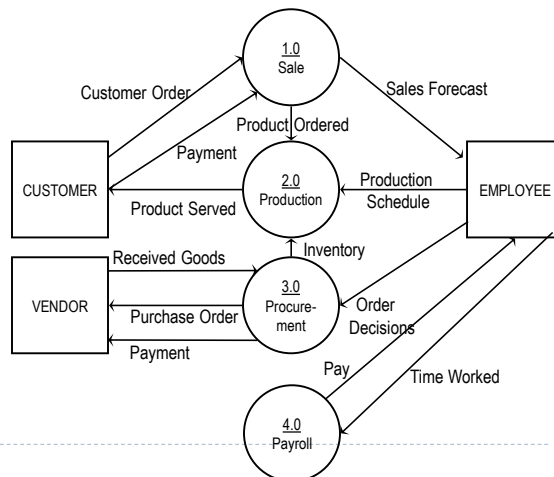 1.0
Sale
Customer Order
Sales Forecast
Product Ordered
Payment
CUSTOMER
2.0
Production
Production
Schedule
EMPLOYEE
Product Served
Received Goods
Inventory
VENDOR
3.0
Procure-
ment
Purchase Order
Order
Decisions
Payment
Pay
Time Worked
4.0
Payroll